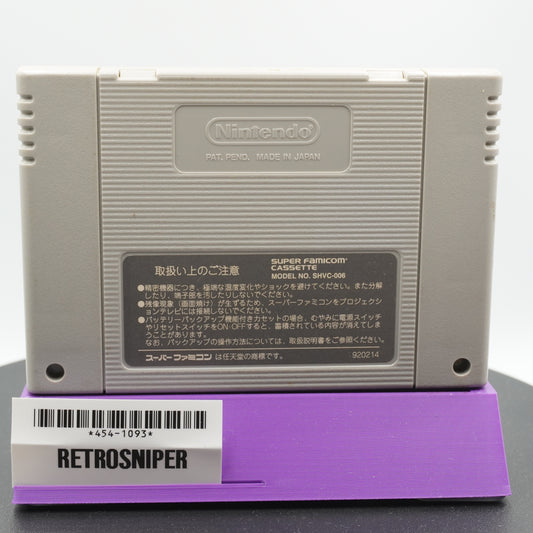 Nintendo
PAT. PEND. MADE IN JAPAN
取扱い上のご注意
SUPER FAMICOM
CASSETTE
MODEL NO. SHVC-006
●精密機器につき、極端な温度変化やショックを避けてください。また分解
したり、端子部を汚したりしないでください。
●残像現象(画面焼け)が生ずるため、スーパーファミコンをプロジェクシ
ョンテレビには接続しないでください。
●バッテリーバックアップ機能付きカセットの場合、むやみに電源スイッチ
やリセットスイッチをON・OFFすると、蓄積されている内容が消えてしま
うことがあります。
なお、バックアップの操作方法については、取扱説明書をご参照ください。
スーパーファミコンは任天堂の商標です。
920214
*454-1093*
RETROSNIPER